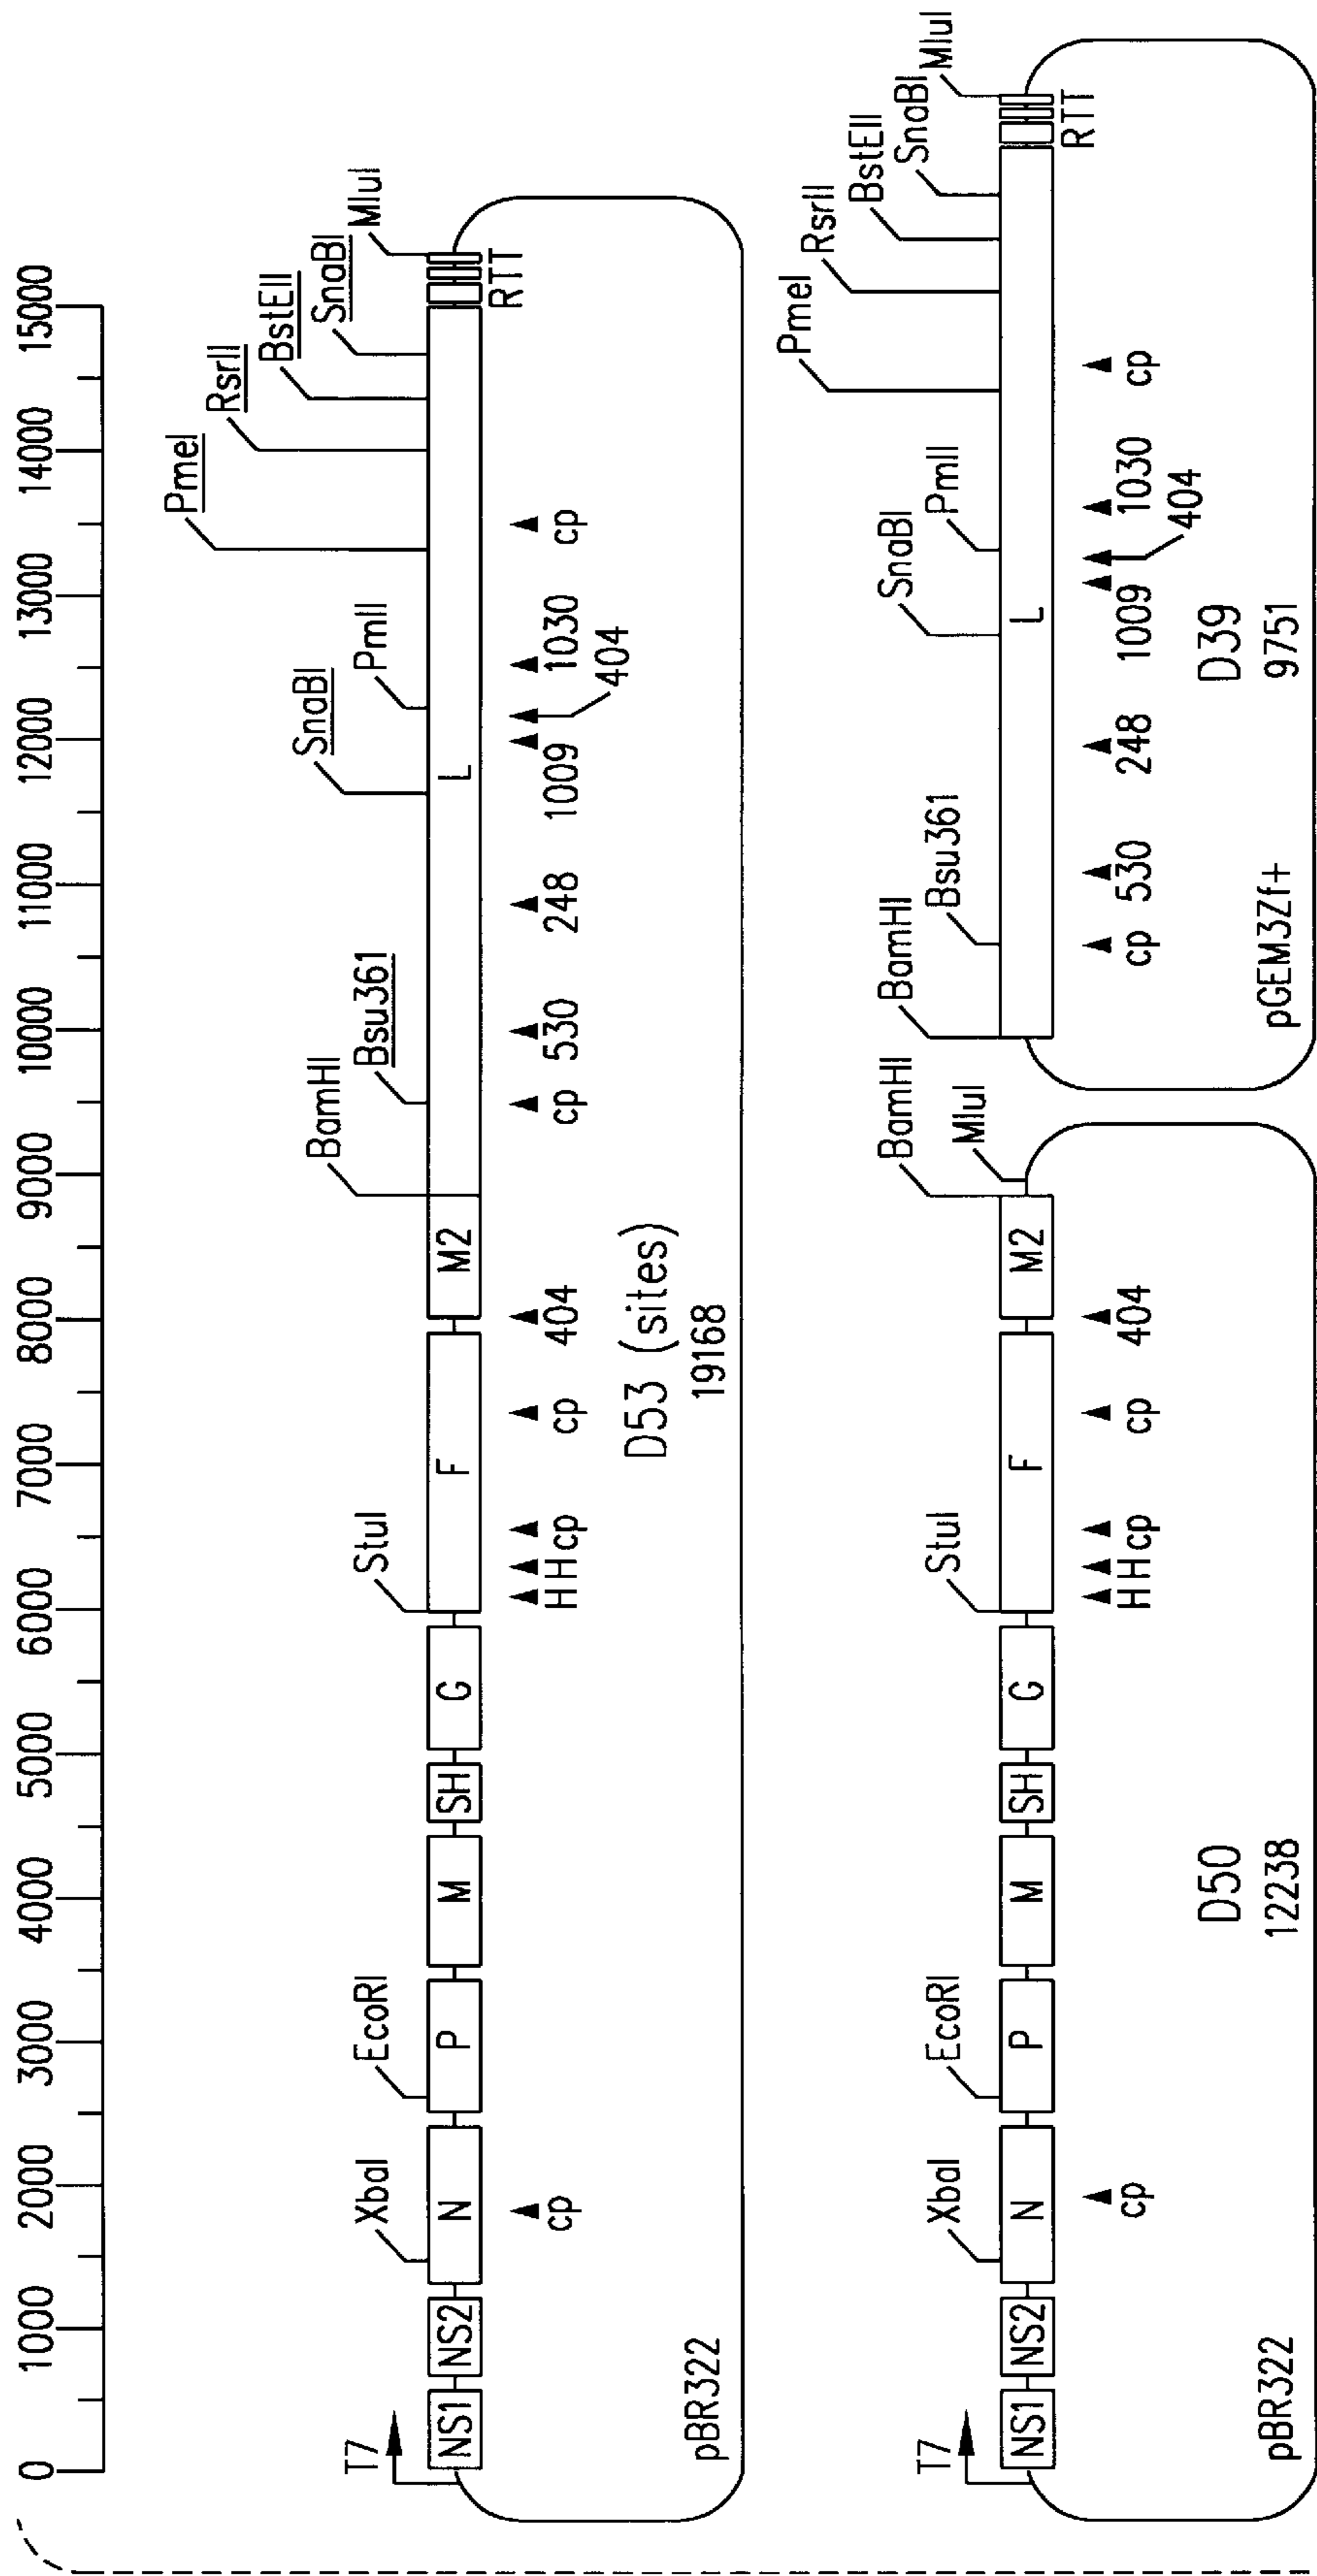 0 1000 2000 3000 4000 5000 6000 7000 8000 9000 10000 11000 12000 13000 14000 15000
PmeI
RsrII
BstEII
SnaBI
MluI
SnaBI
PmlI
Bsu361
BamHI
StuI
EcoRI
XbaI
T7
NS1 NS2 N P M SH G F M2 L
RTT
cp HH cp cp 404 cp 530 248 1009 404 1030 cp
D53 (sites)
19168
pBR322
BamHI
MluI
StuI
EcoRI
XbaI
T7
NS1 NS2 N P M SH G F M2
cp HH cp cp 404
D50
12238
pBR322
PmeI
RsrII
BstEII
SnaBI
MluI
SnaBI
PmlI
Bsu361
BamHI
L
RTT
cp 530 248 1009 404 1030 cp
D39
9751
pGEM3Zf+